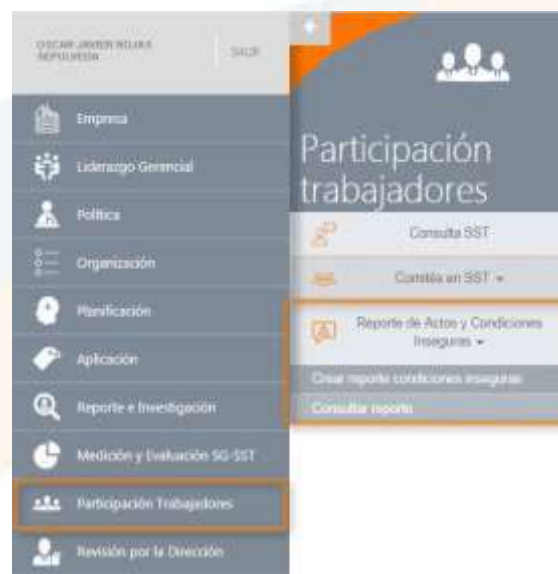 OSCAR JAVIER ROJAS
SEPULVEDA
SALIR
Empresa
Liderazgo Gerencial
Política
Organización
Planificación
Aplicación
Reporte e Investigación
Medición y Evaluación SG-SST
Participación Trabajadores
Revisión por la Dirección
Participación
trabajadores
Consulta SST
Comités en SST
Reporte de Actos y Condiciones
Inseguras
Crear reporte condiciones inseguras
Consultar reporte